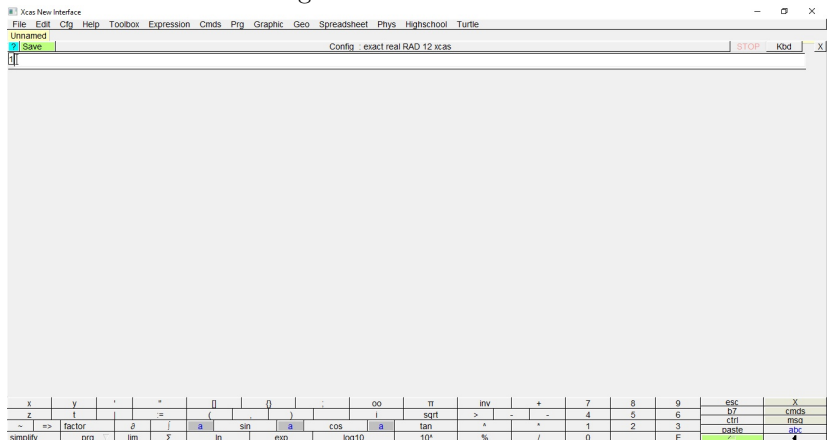 Xcas New Interface
File Edit Cfg Help Toolbox Expression Cmds Prg Graphic Geo Spreadsheet Phys Highschool Turtle
Unnamed
? Save Config : exact real RAD 12 xcas STOP Kbd X
1
x y ' " [] {} ; oo π inv + 7 8 9 esc X
z t | := ( , ) i sqrt > - - 4 5 6 b7 cmds
~ => factor ∂ ∫ a sin a cos a tan ^ * 1 2 3 ctrl msg
simplify prg lim Σ ln exp log10 10^ % / 0 . E paste abc